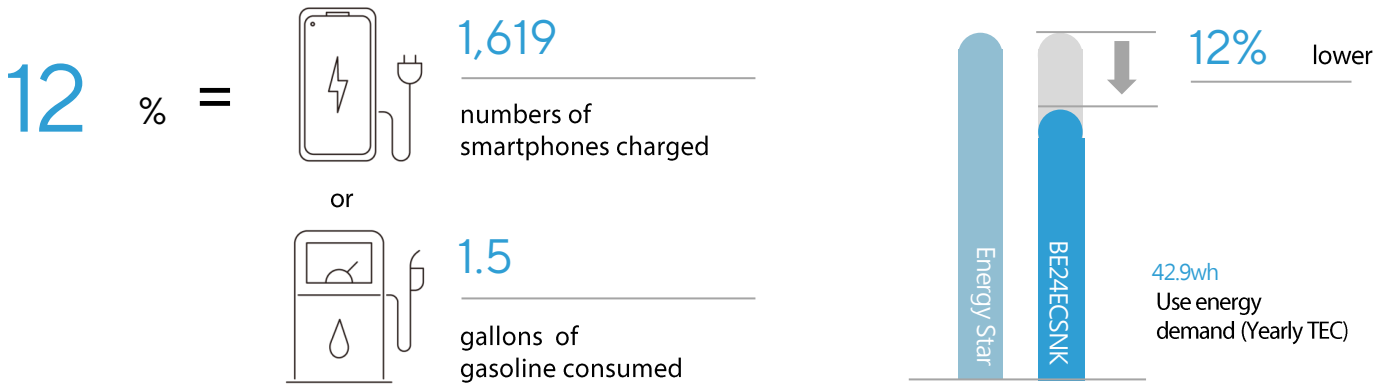 12 % =
1,619
numbers of
smartphones charged
or
1.5
gallons of
gasoline consumed
12% lower
Energy Star
BE24ECSNK
42.9wh
Use energy
demand (Yearly TEC)